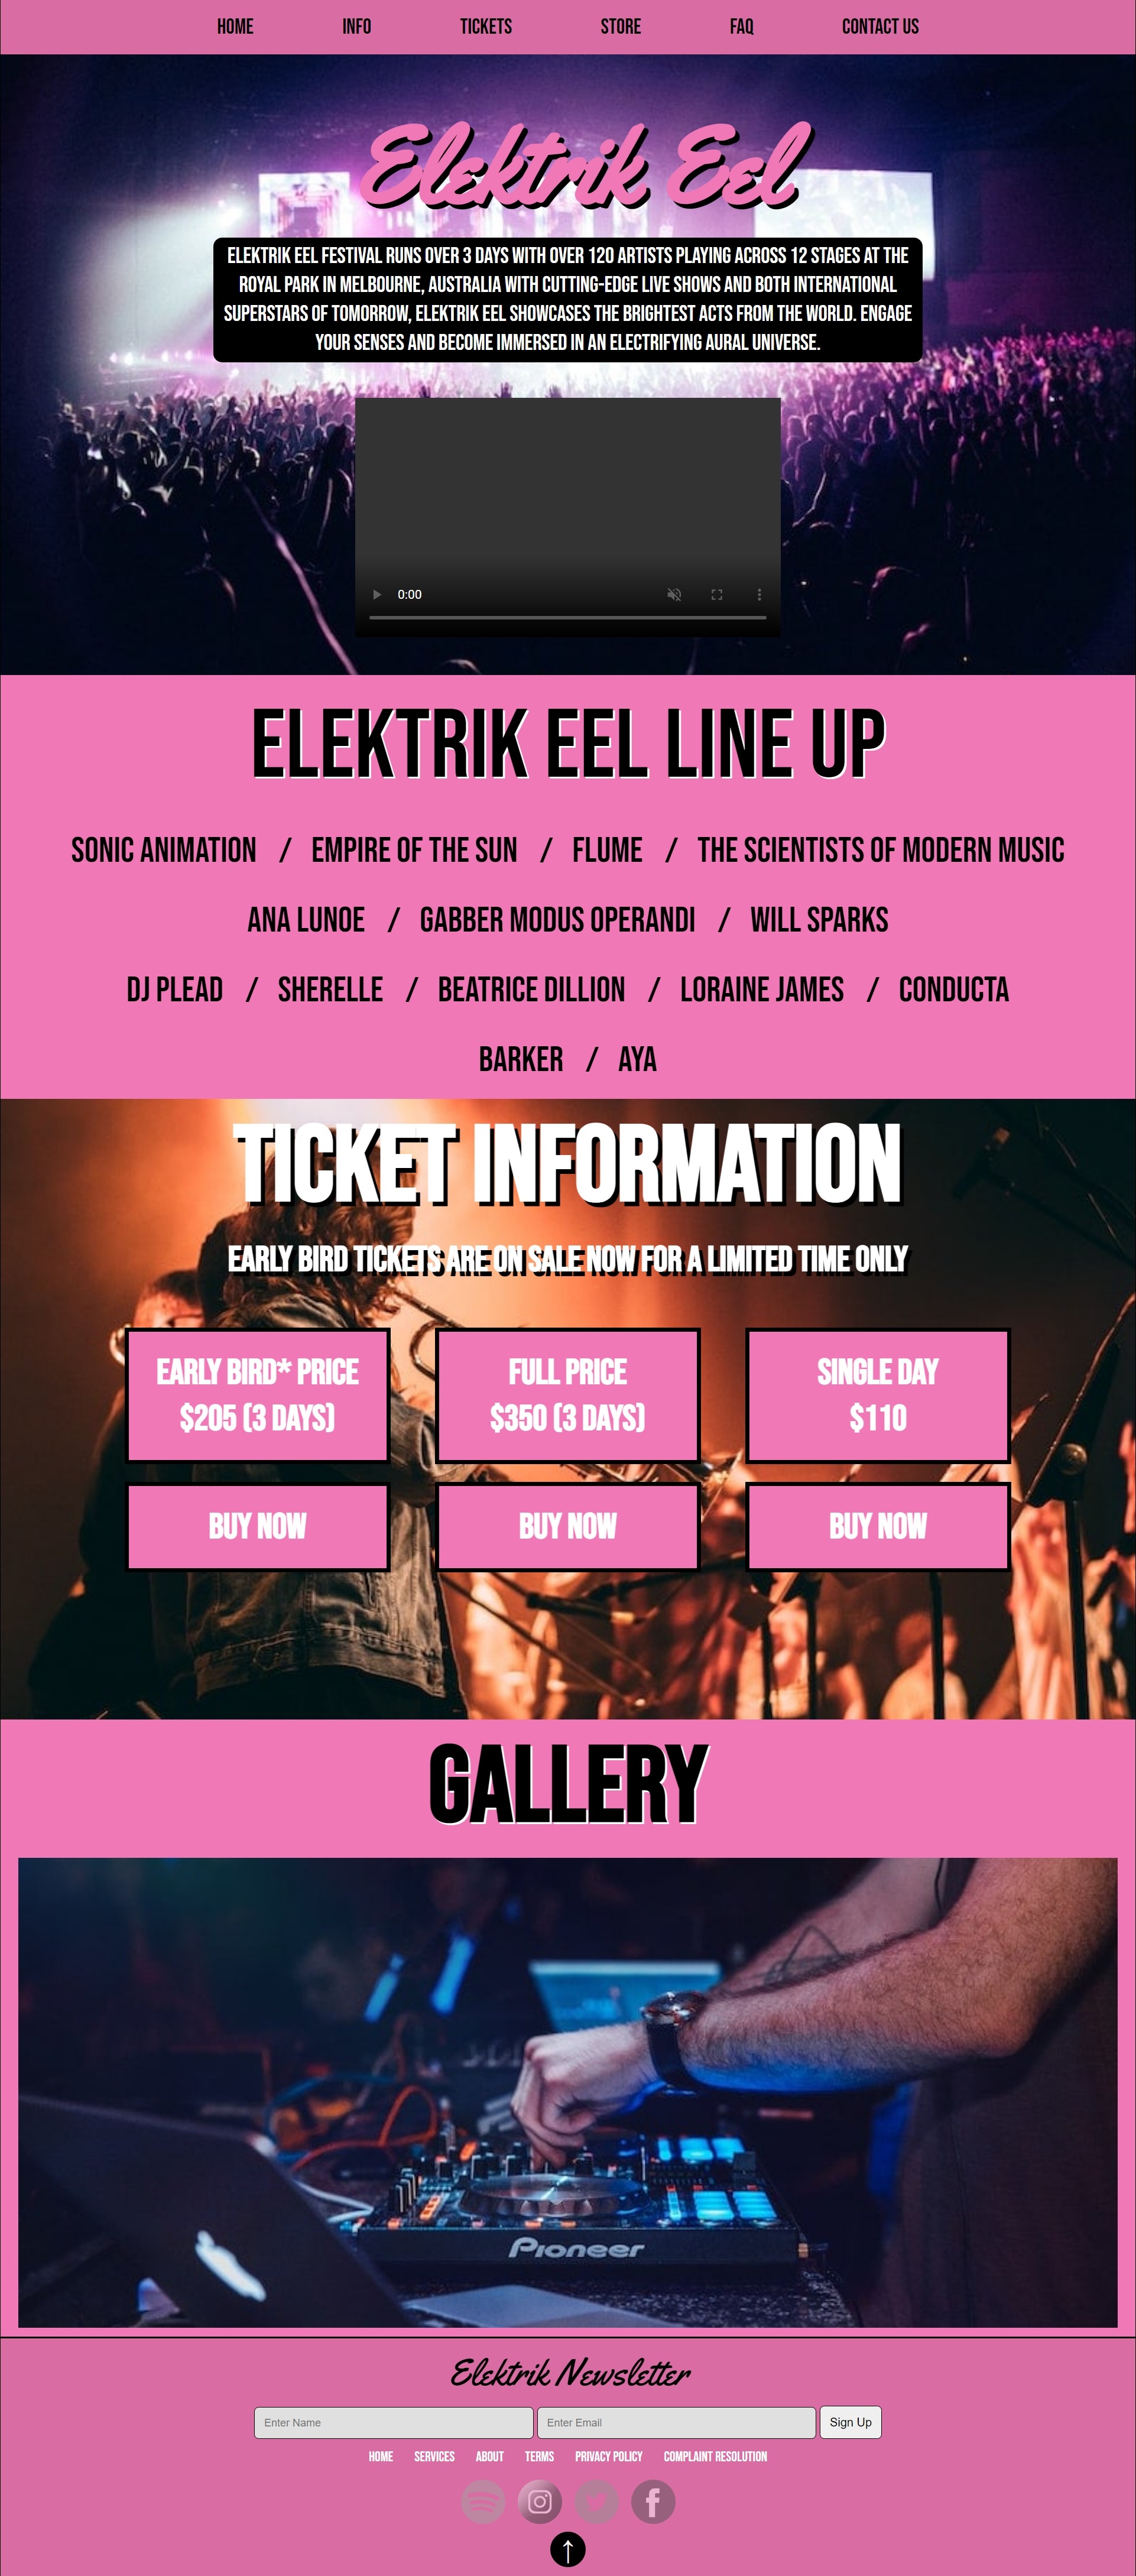 HOME INFO TICKETS STORE FAQ CONTACT US
Elektrik Eel
ELEKTRIK EEL FESTIVAL RUNS OVER 3 DAYS WITH OVER 120 ARTISTS PLAYING ACROSS 12 STAGES AT THE
ROYAL PARK IN MELBOURNE, AUSTRALIA WITH CUTTING-EDGE LIVE SHOWS AND BOTH INTERNATIONAL
SUPERSTARS OF TOMORROW, ELEKTRIK EEL SHOWCASES THE BRIGHTEST ACTS FROM THE WORLD. ENGAGE
YOUR SENSES AND BECOME IMMERSED IN AN ELECTRIFYING AURAL UNIVERSE.
0:00
ELEKTRIK EEL LINE UP
SONIC ANIMATION / EMPIRE OF THE SUN / FLUME / THE SCIENTISTS OF MODERN MUSIC
ANA LUNOE / GABBER MODUS OPERANDI / WILL SPARKS
DJ PLEAD / SHERELLE / BEATRICE DILLION / LORAINE JAMES / CONDUCTA
BARKER / AYA
TICKET INFORMATION
EARLY BIRD TICKETS ARE ON SALE NOW FOR A LIMITED TIME ONLY
EARLY BIRD* PRICE
$205 (3 DAYS)
FULL PRICE
$350 (3 DAYS)
SINGLE DAY
$110
BUY NOW
BUY NOW
BUY NOW
GALLERY
Pioneer
Elektrik Newsletter
Enter Name
Enter Email
Sign Up
HOME SERVICES ABOUT TERMS PRIVACY POLICY COMPLAINT RESOLUTION